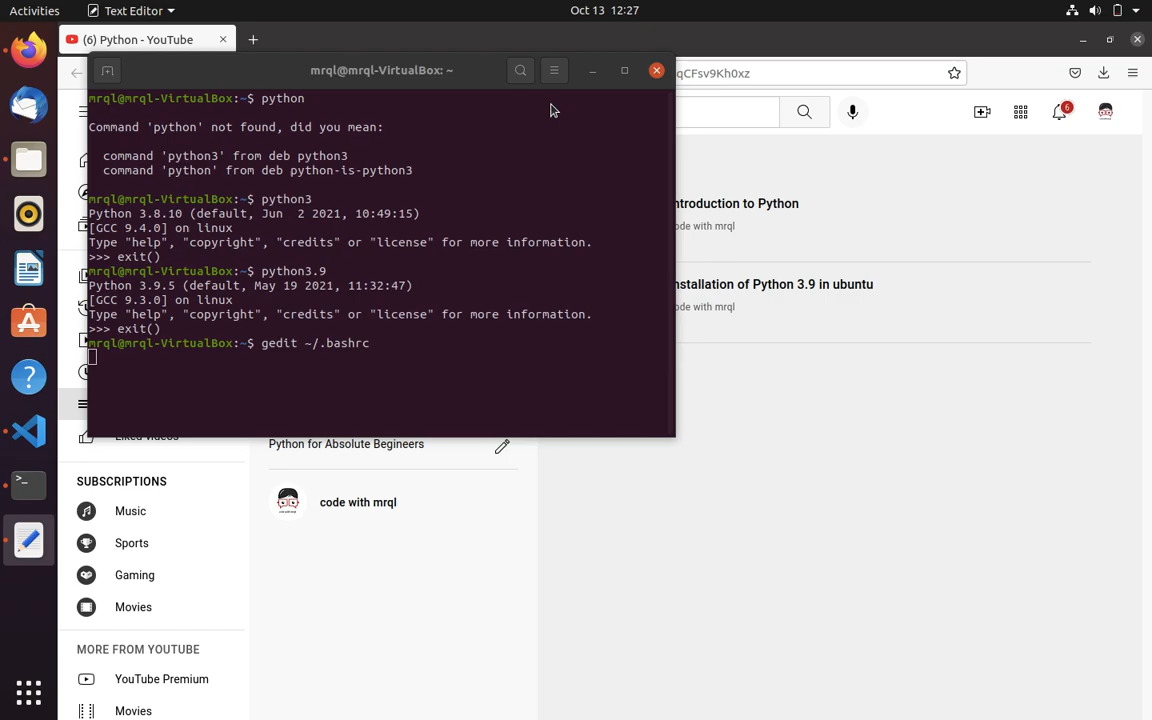 Activities
Text Editor
Oct 13 12:27
(6) Python - YouTube
mrql@mrql-VirtualBox: ~
qCFsv9Kh0xz
mrql@mrql-VirtualBox:~$ python
Command 'python' not found, did you mean:
command 'python3' from deb python3
command 'python' from deb python-is-python3
mrql@mrql-VirtualBox:~$ python3
Python 3.8.10 (default, Jun  2 2021, 10:49:15)
[GCC 9.4.0] on linux
Type "help", "copyright", "credits" or "license" for more information.
>>> exit()
mrql@mrql-VirtualBox:~$ python3.9
Python 3.9.5 (default, May 19 2021, 11:32:47)
[GCC 9.3.0] on linux
Type "help", "copyright", "credits" or "license" for more information.
>>> exit()
mrql@mrql-VirtualBox:~$ gedit ~/.bashrc
6
ntroduction to Python
ode with mrql
nstallation of Python 3.9 in ubuntu
ode with mrql
Liked videos
Python for Absolute Begineers
code with mrql
SUBSCRIPTIONS
Music
Sports
Gaming
Movies
MORE FROM YOUTUBE
YouTube Premium
Movies